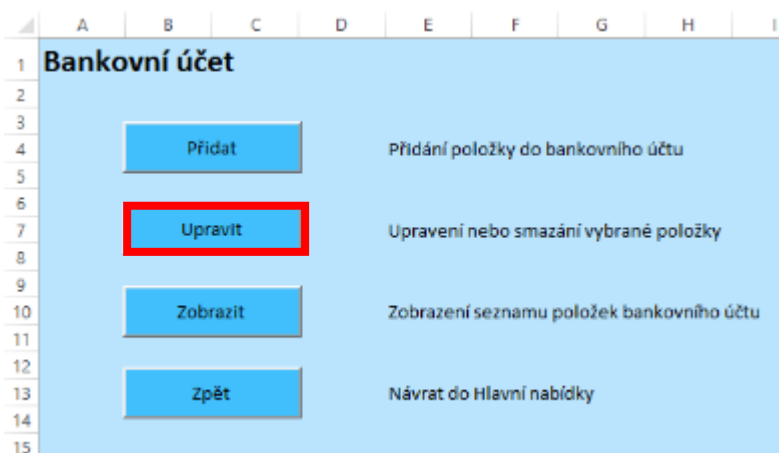 A B C D E F G H I
1 Bankovní účet
2
3
4 Přidat Přidání položky do bankovního účtu
5
6
7 Upravit Upravení nebo smazání vybrané položky
8
9
10 Zobrazit Zobrazení seznamu položek bankovního účtu
11
12
13 Zpět Návrat do Hlavní nabídky
14
15